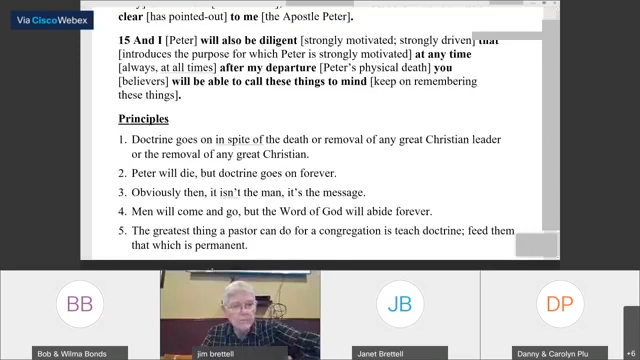 Via Cisco Webex
clear [has pointed-out] to me [the Apostle Peter].
15 And I [Peter] will also be diligent [strongly motivated; strongly driven] that
[introduces the purpose for which Peter is strongly motivated] at any time
[always, at all times] after my departure [Peter's physical death] you
[believers] will be able to call these things to mind [keep on remembering
these things].
Principles
1. Doctrine goes on in spite of the death or removal of any great Christian leader
or the removal of any great Christian.
2. Peter will die, but doctrine goes on forever.
3. Obviously then, it isn't the man, it's the message.
4. Men will come and go, but the Word of God will abide forever.
5. The greatest thing a pastor can do for a congregation is teach doctrine; feed them
that which is permanent.
BB
JB
DP
Bob & Wilma Bonds
jim brettell
Janet Brettell
Danny & Carolyn Plu
+6